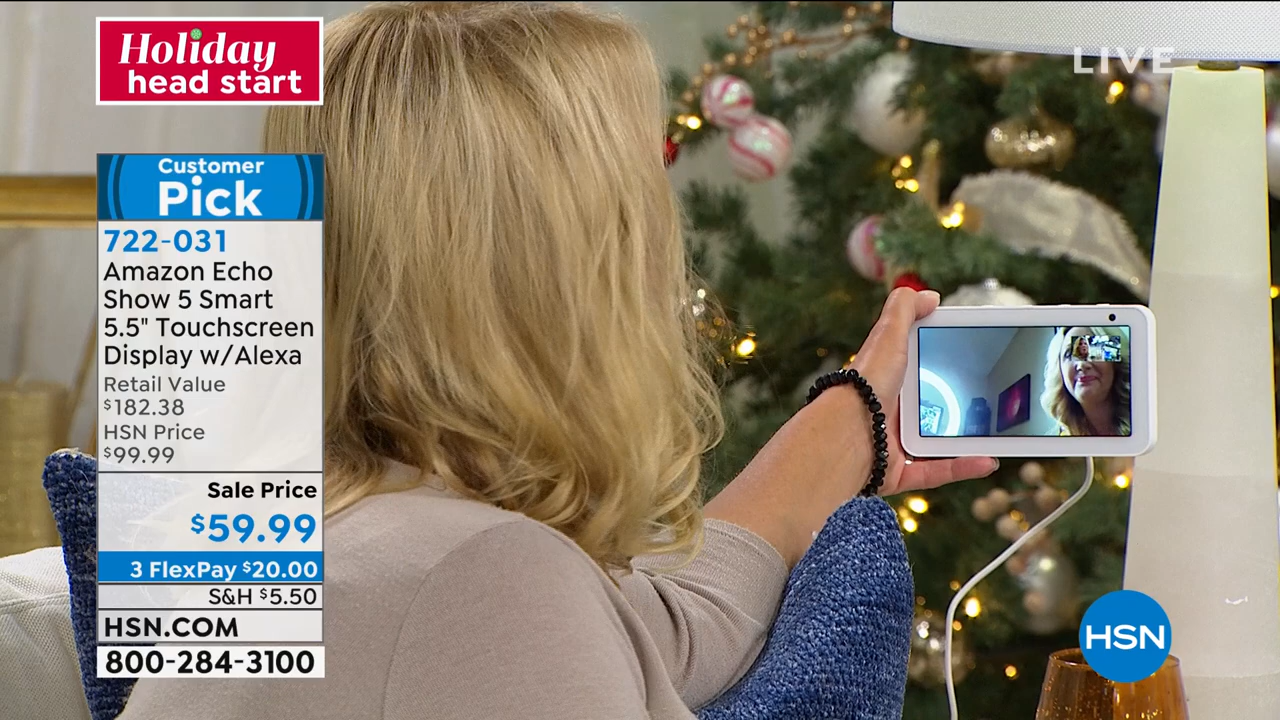 Holiday
head start
LIVE
Customer
Pick
722-031
Amazon Echo
Show 5 Smart
5.5" Touchscreen
Display w/Alexa
Retail Value
$182.38
HSN Price
$99.99
Sale Price
$59.99
3 FlexPay $20.00
S&H $5.50
HSN.COM
800-284-3100
HSN